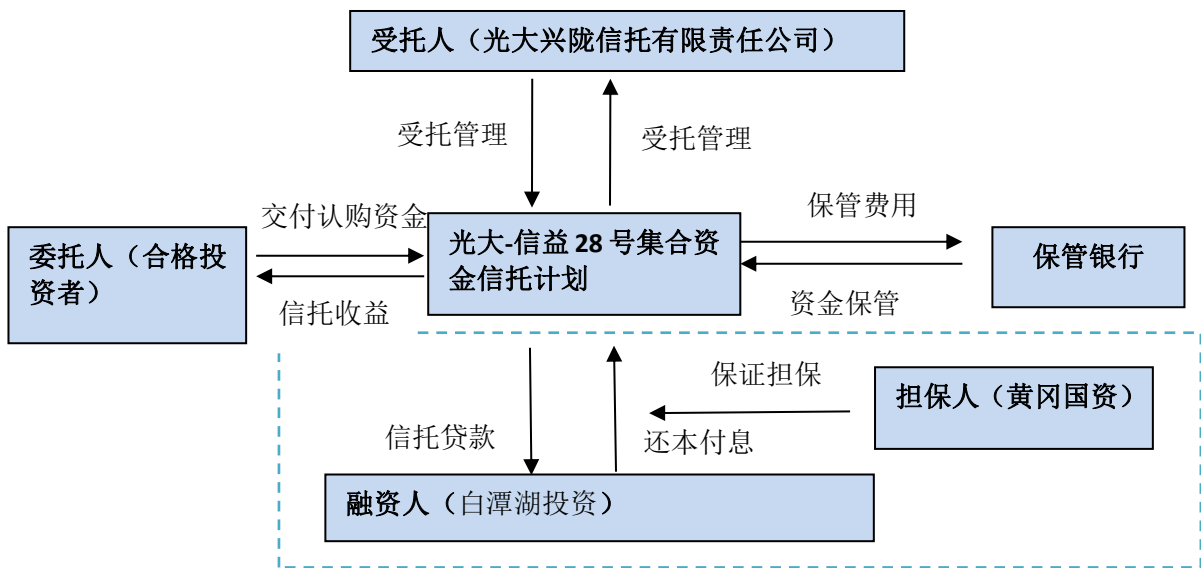 受托人（光大兴陇信托有限责任公司）
受托管理
受托管理
交付认购资金
保管费用
委托人（合格投
资者）
光大-信益 28 号集合资
金信托计划
保管银行
信托收益
资金保管
保证担保
担保人（黄冈国资）
信托贷款
还本付息
融资人（白潭湖投资）